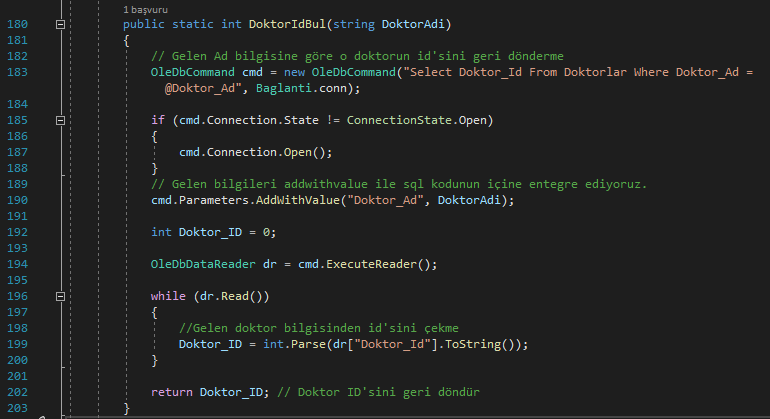 1 başvuru
180 public static int DoktorIdBul(string DoktorAdi)
181 {
182 // Gelen Ad bilgisine göre o doktorun id'sini geri dönderme
183 OleDbCommand cmd = new OleDbCommand("Select Doktor_Id From Doktorlar Where Doktor_Ad =
@Doktor_Ad", Baglanti.conn);
184
185 if (cmd.Connection.State != ConnectionState.Open)
186 {
187 cmd.Connection.Open();
188 }
189 // Gelen bilgileri addwithvalue ile sql kodunun içine entegre ediyoruz.
190 cmd.Parameters.AddWithValue("Doktor_Ad", DoktorAdi);
191
192 int Doktor_ID = 0;
193
194 OleDbDataReader dr = cmd.ExecuteReader();
195
196 while (dr.Read())
197 {
198 //Gelen doktor bilgisinden id'sini çekme
199 Doktor_ID = int.Parse(dr["Doktor_Id"].ToString());
200 }
201
202 return Doktor_ID; // Doktor ID'sini geri döndür
203 }